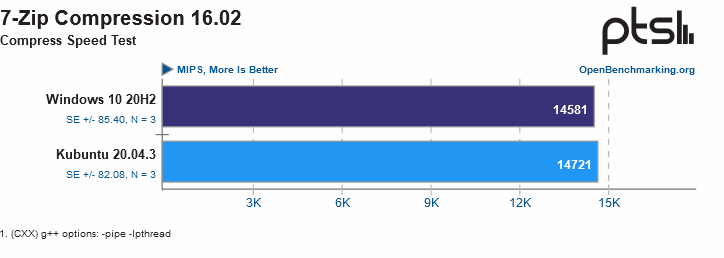 7-Zip Compression 16.02
Compress Speed Test
ptsl
MIPS, More Is Better
OpenBenchmarking.org
Windows 10 20H2
14581
SE +/- 85.40, N = 3
Kubuntu 20.04.3
14721
SE +/- 82.08, N = 3
3K 6K 9K 12K 15K
1. (CXX) g++ options: -pipe -lpthread